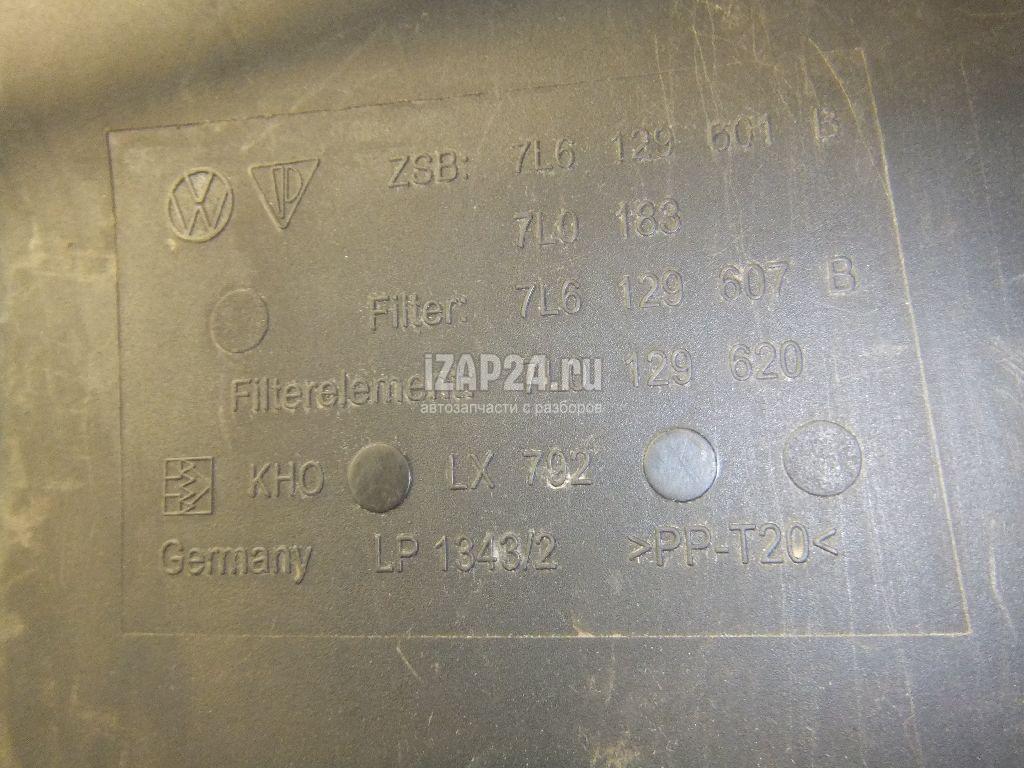 ZSB: 7L6 129 601 B
7L0 183
Filter: 7L6 129 607 B
Filterelement: 129 620
iZAP24.ru
автозапчасти с разборов
KHO LX 792
Germany LP 1343/2 >PP-T20<